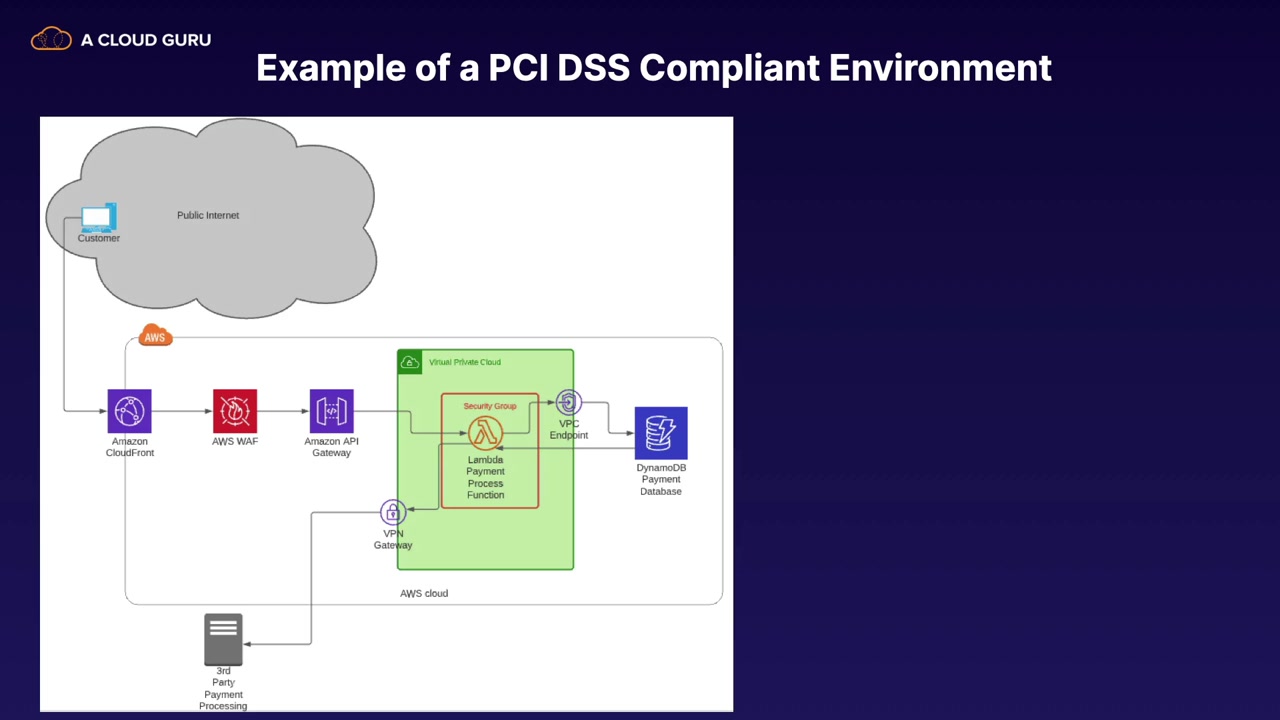 A CLOUD GURU
Example of a PCI DSS Compliant Environment
Public Internet
Customer
AWS
Virtual Private Cloud
Security Group
Amazon
CloudFront
AWS WAF
Amazon API
Gateway
Lambda
Payment
Process
Function
VPC
Endpoint
DynamoDB
Payment
Database
VPN
Gateway
AWS cloud
3rd
Party
Payment
Processing